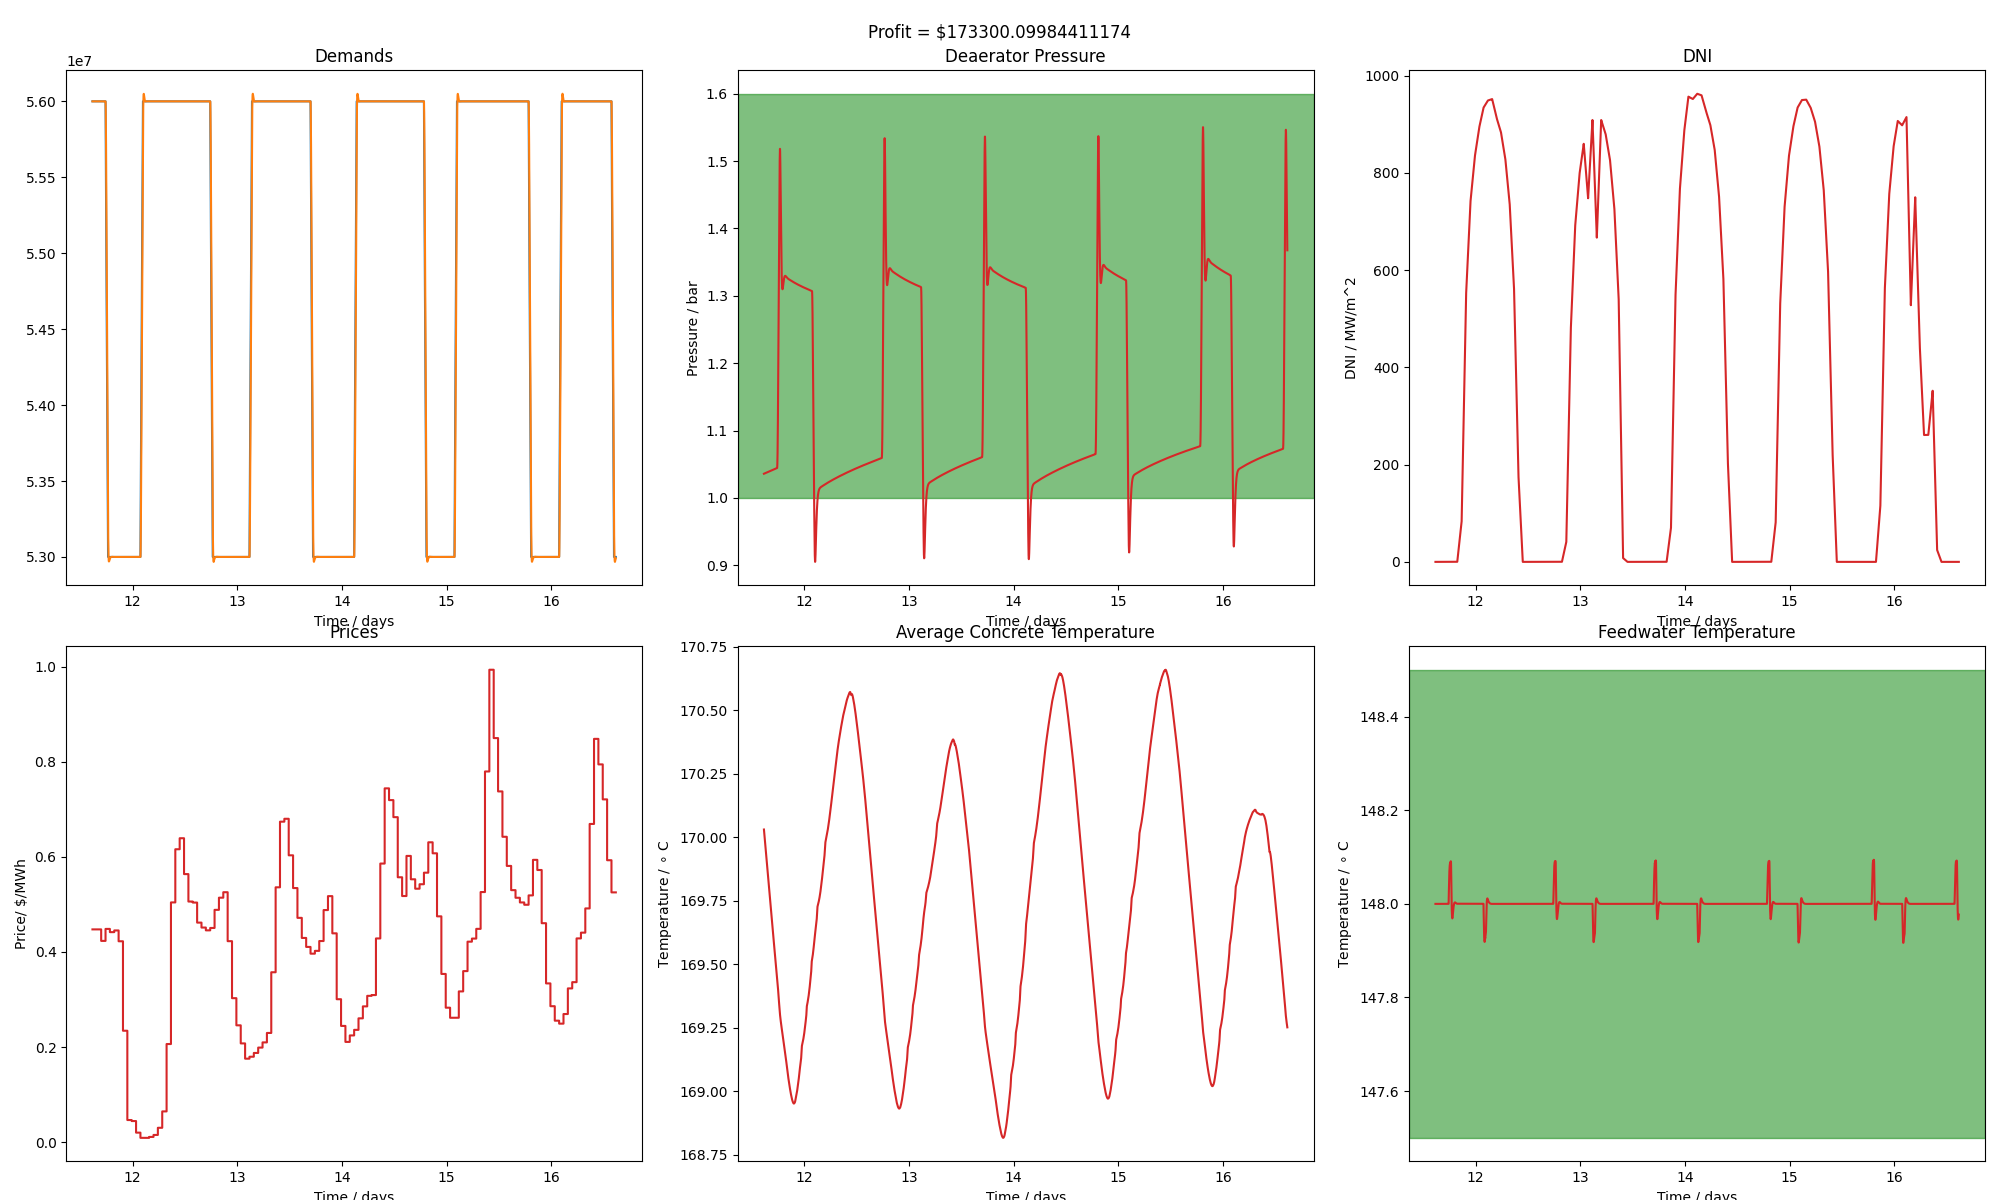 Profit = $173300.09984411174
Demands
1e7
5.60
5.55
5.50
5.45
5.40
5.35
5.30
12 13 14 15 16
Time / days
Deaerator Pressure
Pressure / bar
1.6
1.5
1.4
1.3
1.2
1.1
1.0
0.9
12 13 14 15 16
Time / days
DNI
DNI / MW/m^2
1000
800
600
400
200
0
12 13 14 15 16
Time / days
Prices
Price/ $/MWh
1.0
0.8
0.6
0.4
0.2
0.0
12 13 14 15 16
Time / days
Average Concrete Temperature
Temperature / ∘ C
170.75
170.50
170.25
170.00
169.75
169.50
169.25
169.00
168.75
12 13 14 15 16
Time / days
Feedwater Temperature
Temperature / ∘ C
148.4
148.2
148.0
147.8
147.6
12 13 14 15 16
Time / days